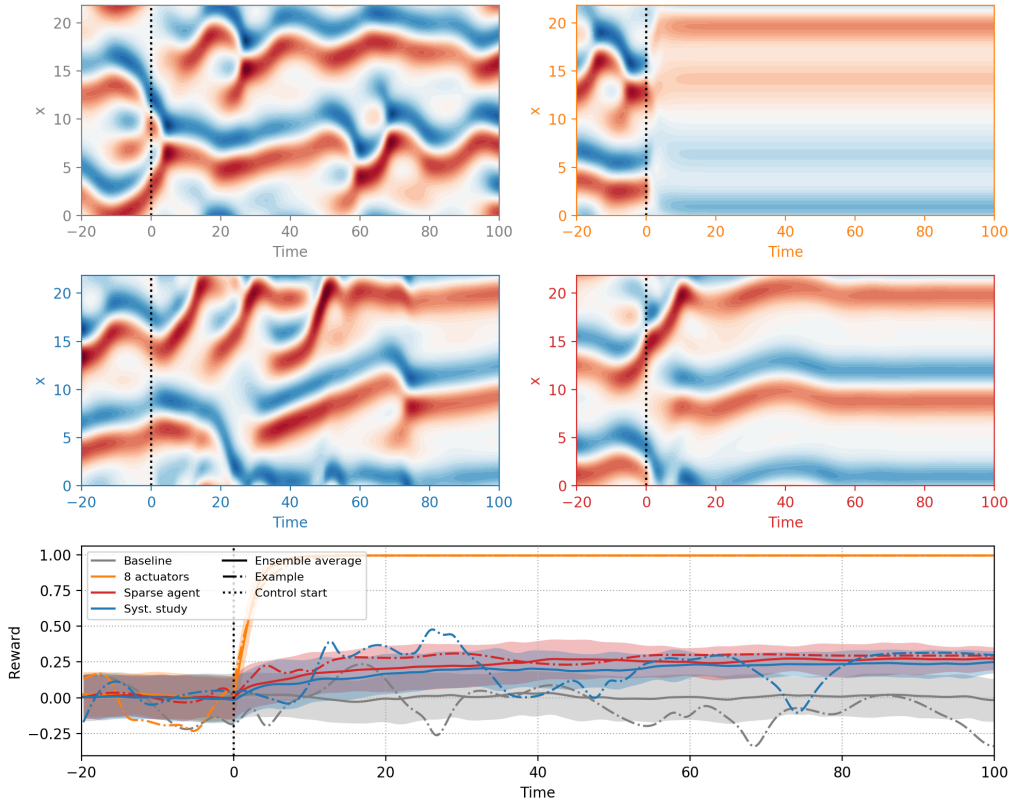 20
15
10
5
0
x
−20 0 20 40 60 80 100
Time
20
15
10
5
0
x
−20 0 20 40 60 80 100
Time
20
15
10
5
0
x
−20 0 20 40 60 80 100
Time
20
15
10
5
0
x
−20 0 20 40 60 80 100
Time
1.00
0.75
0.50
0.25
0.00
−0.25
Reward
Baseline
8 actuators
Sparse agent
Syst. study
Ensemble average
Example
Control start
−20 0 20 40 60 80 100
Time